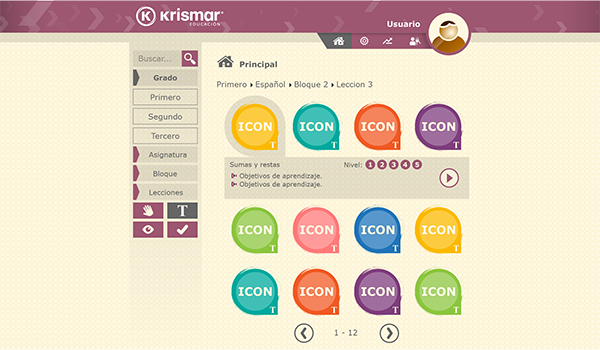 Krismar
EDUCACIÓN
Usuario
Buscar...
Grado
Primero
Segundo
Tercero
Asignatura
Bloque
Lecciones
T
Principal
Primero Español Bloque 2 Leccion 3
ICON T ICON T ICON T ICON T
Sumas y restas
Objetivos de aprendizaje.
Objetivos de aprendizaje.
Nivel: 1 2 3 4 5
ICON T ICON T ICON T ICON T
ICON T ICON T ICON T ICON T
1 - 12